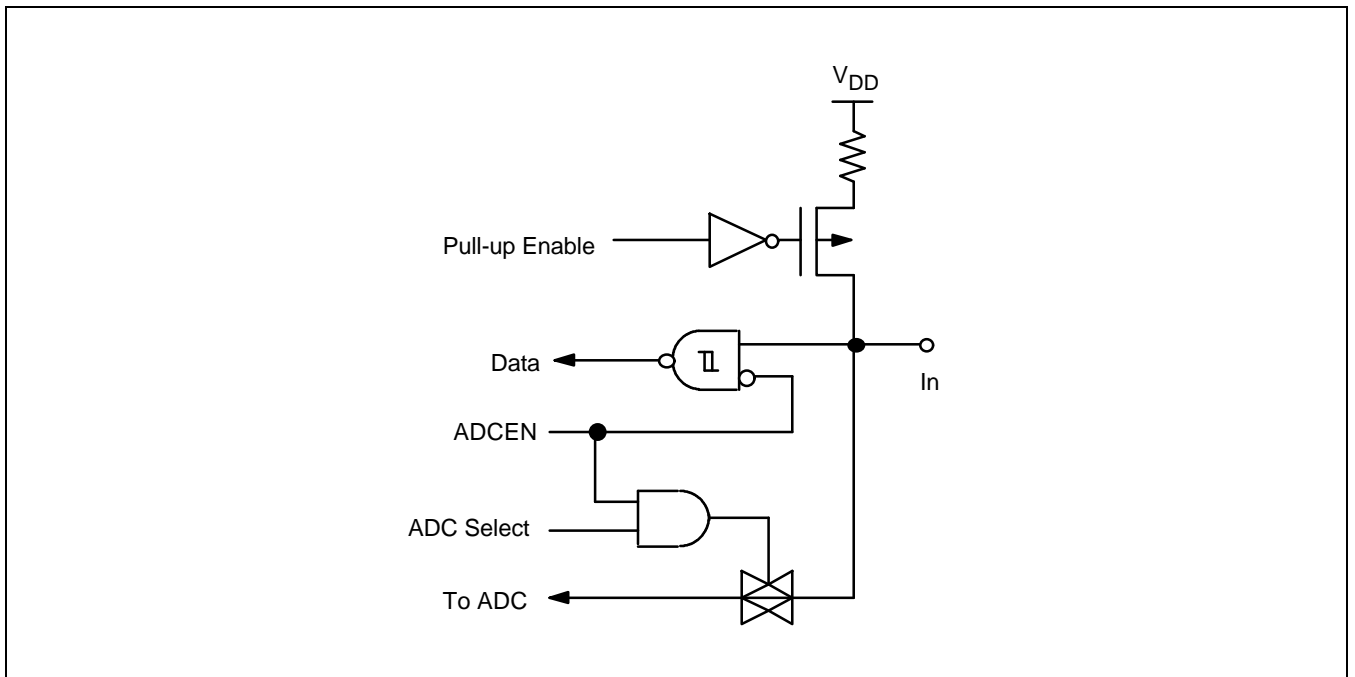 VDD
Pull-up Enable
Data
In
ADCEN
ADC Select
To ADC